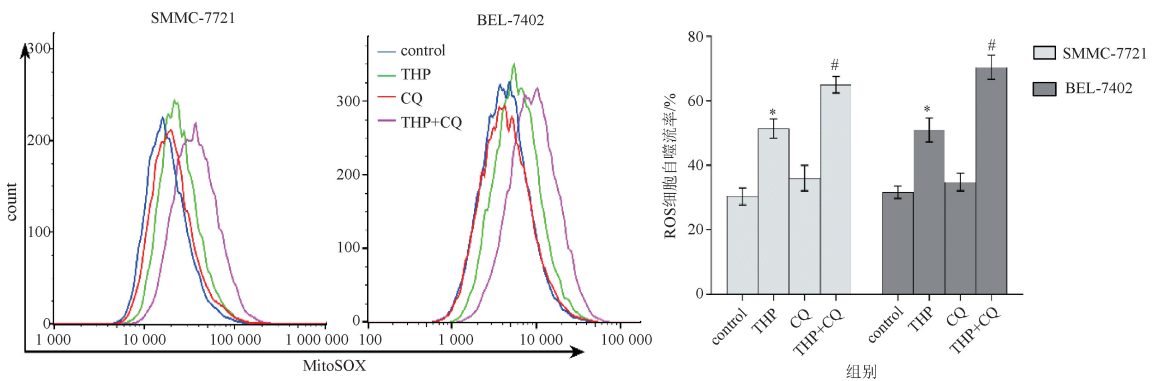 SMMC-7721
300
200
100
0
1 000
10 000
100 000
1 000 000
count
BEL-7402
300
200
100
0
100
1 000
10 000
100 000
control
THP
CQ
THP+CQ
MitoSOX
80
60
40
20
0
ROS细胞自噬流率/%
*
#
*
#
control
THP
CQ
THP+CQ
control
THP
CQ
THP+CQ
组别
SMMC-7721
BEL-7402